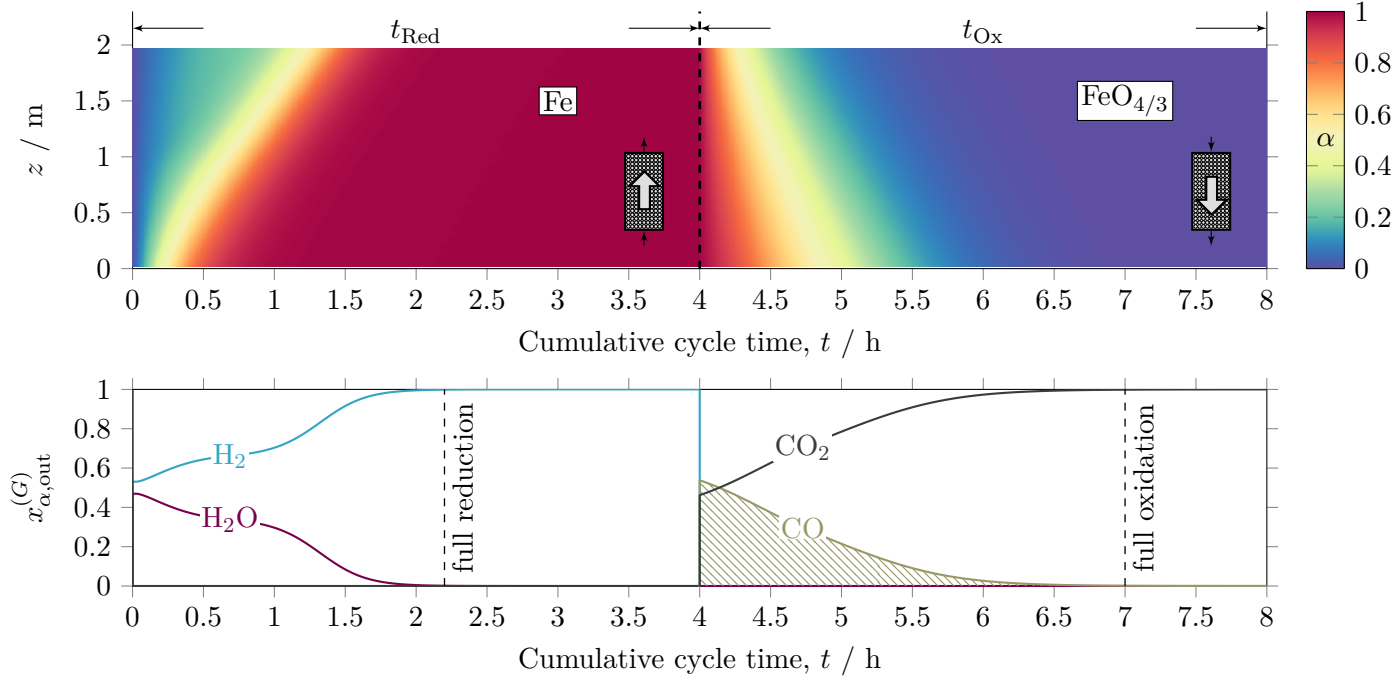 t_Red
t_Ox
Fe
FeO_4/3
z / m
0
0.5
1
1.5
2
0 0.5 1 1.5 2 2.5 3 3.5 4 4.5 5 5.5 6 6.5 7 7.5 8
Cumulative cycle time, t / h
1
0.8
0.6
α
0.4
0.2
0
x^(G)_α,out
1
0.8
0.6
0.4
0.2
0
H₂
H₂O
full reduction
CO₂
CO
full oxidation
0 0.5 1 1.5 2 2.5 3 3.5 4 4.5 5 5.5 6 6.5 7 7.5 8
Cumulative cycle time, t / h